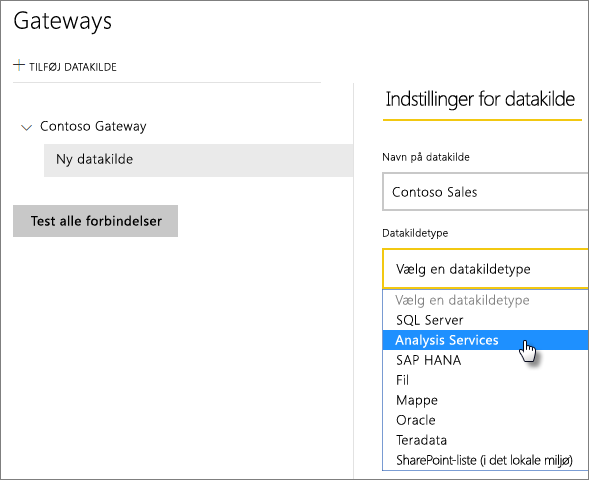 Gateways
TILFØJ DATAKILDE
Contoso Gateway
Ny datakilde
Test alle forbindelser
Indstillinger for datakilde
Navn på datakilde
Contoso Sales
Datakildetype
Vælg en datakildetype
Vælg en datakildetype
SQL Server
Analysis Services
SAP HANA
Fil
Mappe
Oracle
Teradata
SharePoint-liste (i det lokale miljø)